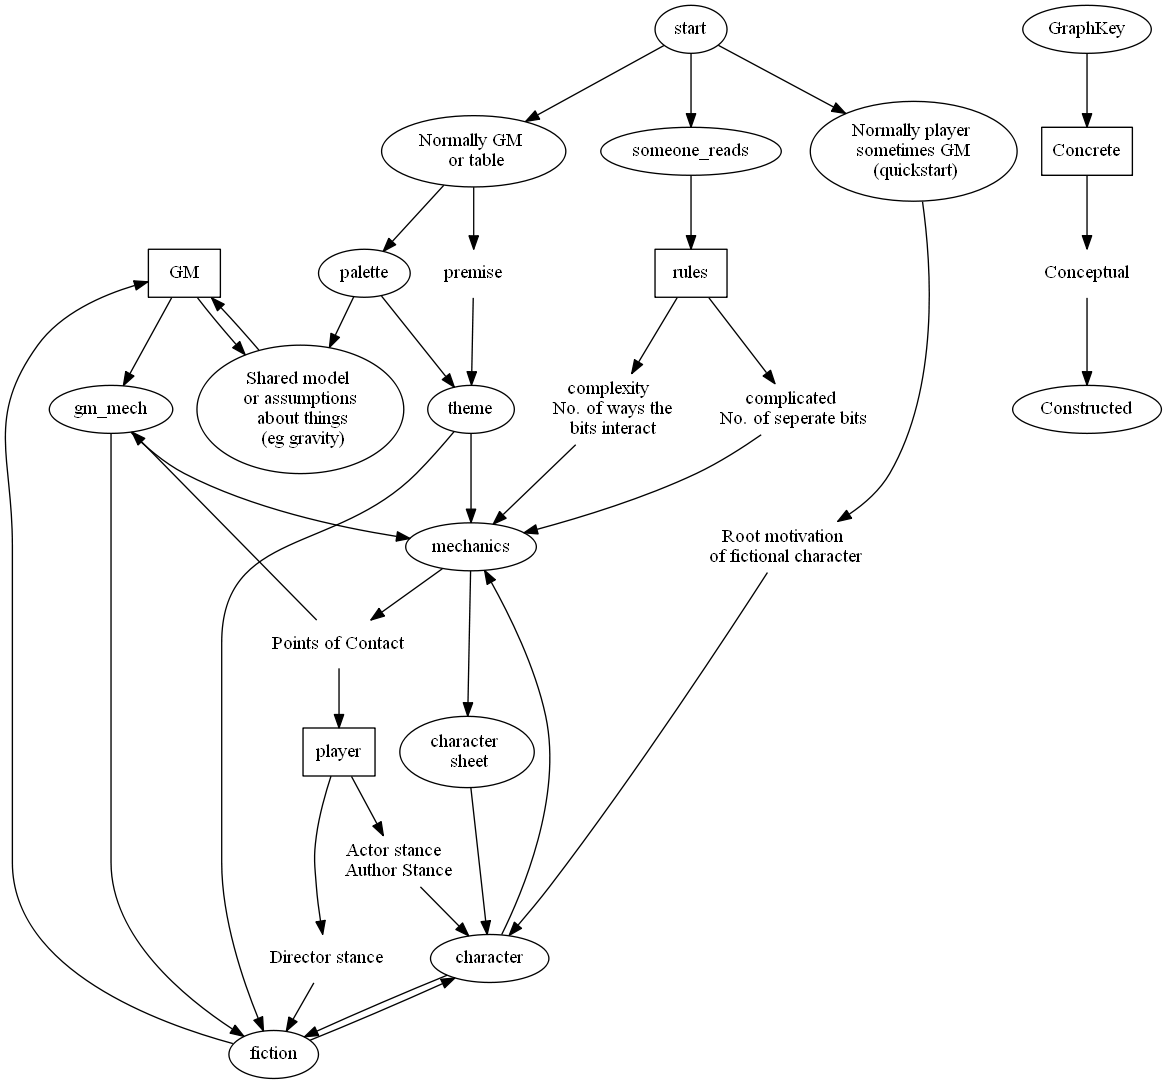 start
GraphKey
Normally GM
or table
someone_reads
Normally player
sometimes GM
(quickstart)
Concrete
GM
palette
premise
rules
Conceptual
Shared model
or assumptions
about things
(eg gravity)
gm_mech
theme
complexity
No. of ways the
bits interact
complicated
No. of seperate bits
Constructed
mechanics
Root motivation
of fictional character
Points of Contact
player
character
sheet
Actor stance
Author Stance
Director stance
character
fiction